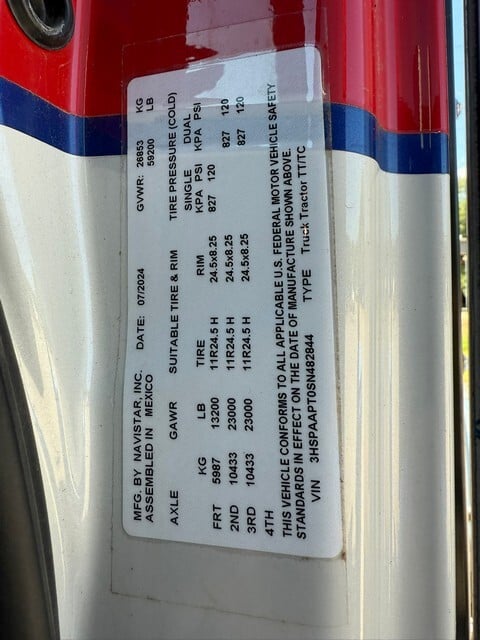 MFG. BY NAVISTAR, INC. DATE: 07/2024 GVWR: 26853 KG
ASSEMBLED IN MEXICO 59200 LB
AXLE GAWR SUITABLE TIRE & RIM TIRE PRESSURE (COLD)
SINGLE DUAL
KG LB TIRE RIM KPA PSI KPA PSI
FRT 5987 13200 11R24.5 H 24.5x8.25 827 120
2ND 10433 23000 11R24.5 H 24.5x8.25 827 120
3RD 10433 23000 11R24.5 H 24.5x8.25 827 120
4TH
THIS VEHICLE CONFORMS TO ALL APPLICABLE U.S. FEDERAL MOTOR VEHICLE SAFETY
STANDARDS IN EFFECT ON THE DATE OF MANUFACTURE SHOWN ABOVE.
VIN 3HSPAAPT0SN482844 TYPE Truck Tractor TT/TC